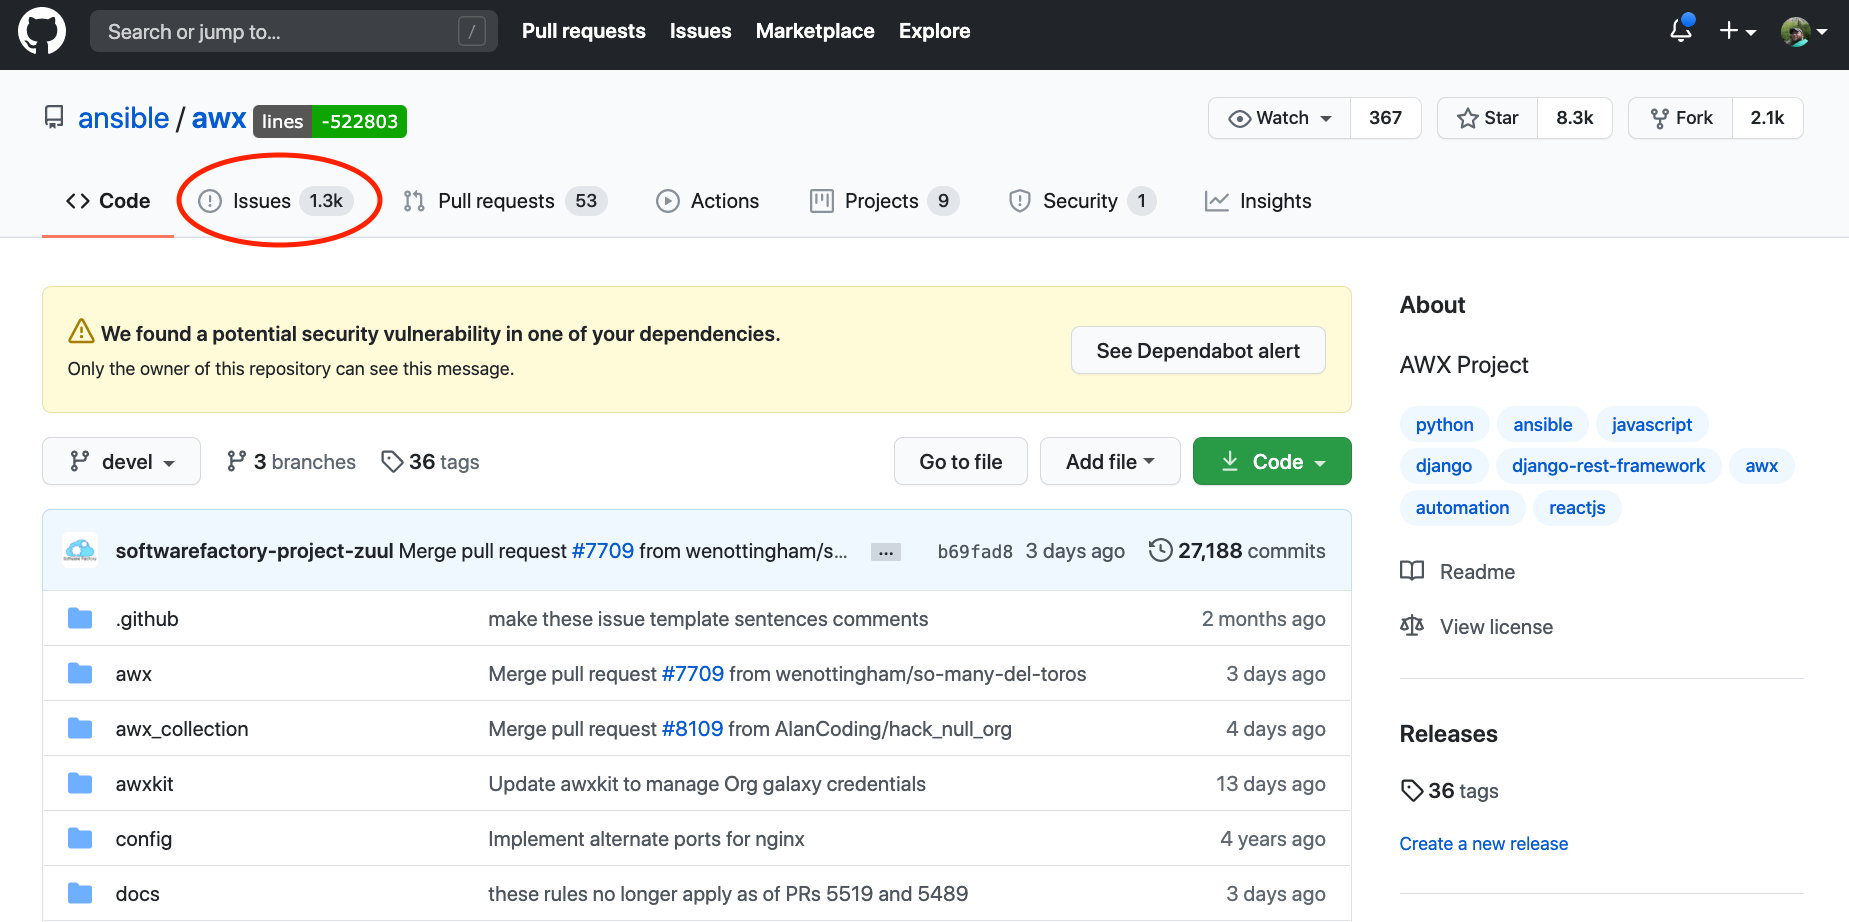 Search or jump to... / Pull requests Issues Marketplace Explore
ansible / awx lines -522803 Watch 367 Star 8.3k Fork 2.1k
Code Issues 1.3k Pull requests 53 Actions Projects 9 Security 1 Insights
We found a potential security vulnerability in one of your dependencies.
Only the owner of this repository can see this message.
See Dependabot alert
devel 3 branches 36 tags Go to file Add file Code
softwarefactory-project-zuul Merge pull request #7709 from wenottingham/s... ... b69fad8 3 days ago 27,188 commits
.github make these issue template sentences comments 2 months ago
awx Merge pull request #7709 from wenottingham/so-many-del-toros 3 days ago
awx_collection Merge pull request #8109 from AlanCoding/hack_null_org 4 days ago
awxkit Update awxkit to manage Org galaxy credentials 13 days ago
config Implement alternate ports for nginx 4 years ago
docs these rules no longer apply as of PRs 5519 and 5489 3 days ago
About
AWX Project
python ansible javascript
django django-rest-framework awx
automation reactjs
Readme
View license
Releases
36 tags
Create a new release